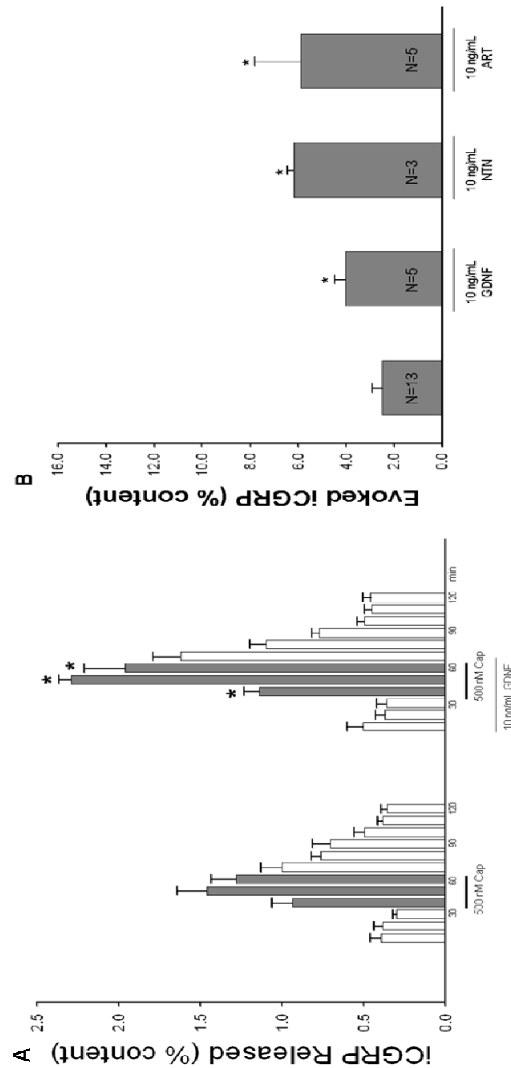 A
iCGRP Released (% content)
2.5
2.0
1.5
1.0
0.5
0.0
30
60
90
120
500 nM Cap
*
*
*
30
60
90
120
min
500 nM Cap
10 ng/mL GDNF
B
Evoked iCGRP (% content)
16.0
14.0
12.0
10.0
8.0
6.0
4.0
2.0
0.0
N=13
*
N=5
*
N=3
*
N=5
10 ng/mL
GDNF
10 ng/mL
NTN
10 ng/mL
ART